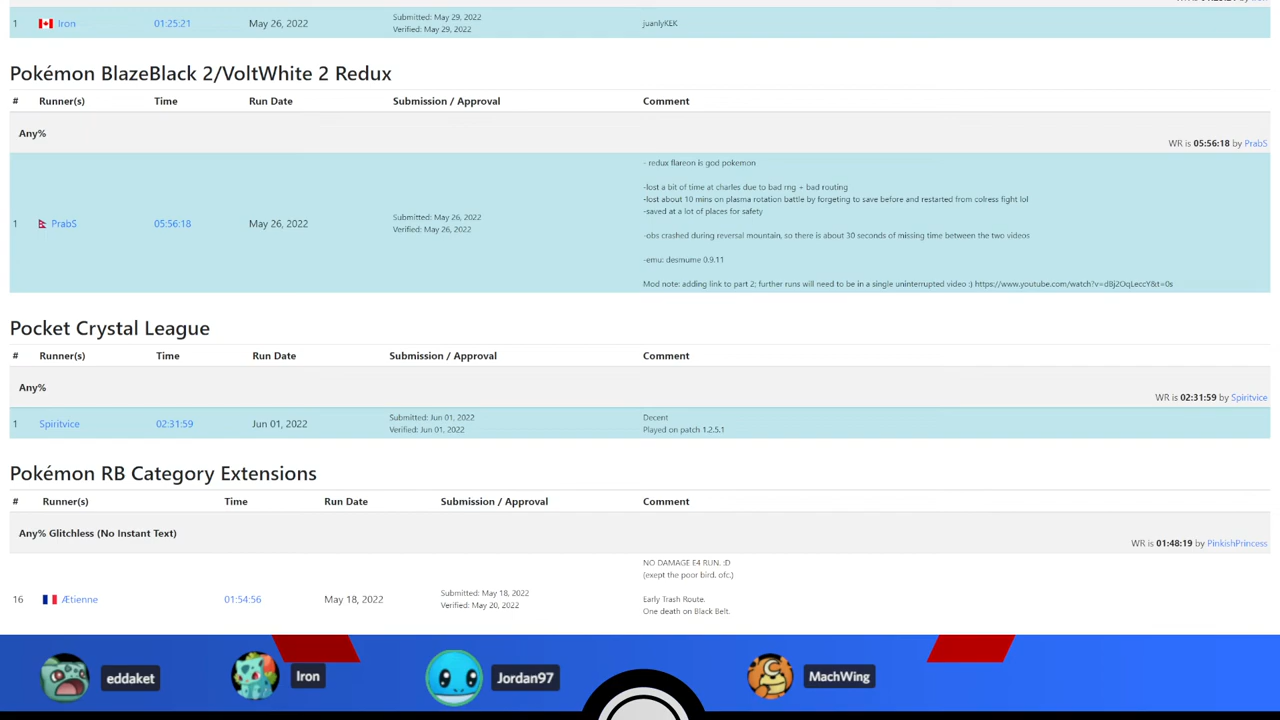 1 Iron 01:25:21 May 26, 2022 Submitted: May 29, 2022 juanlyKEK
Verified: May 29, 2022
Pokémon BlazeBlack 2/VoltWhite 2 Redux
# Runner(s) Time Run Date Submission / Approval Comment
Any%
WR is 05:56:18 by PrabS
- redux flareon is god pokemon
-lost a bit of time at charles due to bad rng + bad routing
-lost about 10 mins on plasma rotation battle by forgeting to save before and restarted from colress fight lol
-saved at a lot of places for safety
1 PrabS 05:56:18 May 26, 2022 Submitted: May 26, 2022
Verified: May 26, 2022
-obs crashed during reversal mountain, so there is about 30 seconds of missing time between the two videos
-emu: desmume 0.9.11
Mod note: adding link to part 2; further runs will need to be in a single uninterrupted video :) https://www.youtube.com/watch?v=dBj2OqLeccY&t=0s
Pocket Crystal League
# Runner(s) Time Run Date Submission / Approval Comment
Any%
WR is 02:31:59 by Spiritvice
1 Spiritvice 02:31:59 Jun 01, 2022 Submitted: Jun 01, 2022 Decent
Verified: Jun 01, 2022 Played on patch 1.2.5.1
Pokémon RB Category Extensions
# Runner(s) Time Run Date Submission / Approval Comment
Any% Glitchless (No Instant Text)
WR is 01:48:19 by PinkishPrincess
NO DAMAGE E4 RUN. :D
(exept the poor bird. ofc.)
16 Ætienne 01:54:56 May 18, 2022 Submitted: May 18, 2022 Early Trash Route.
Verified: May 20, 2022 One death on Black Belt.
eddaket Iron Jordan97 MachWing